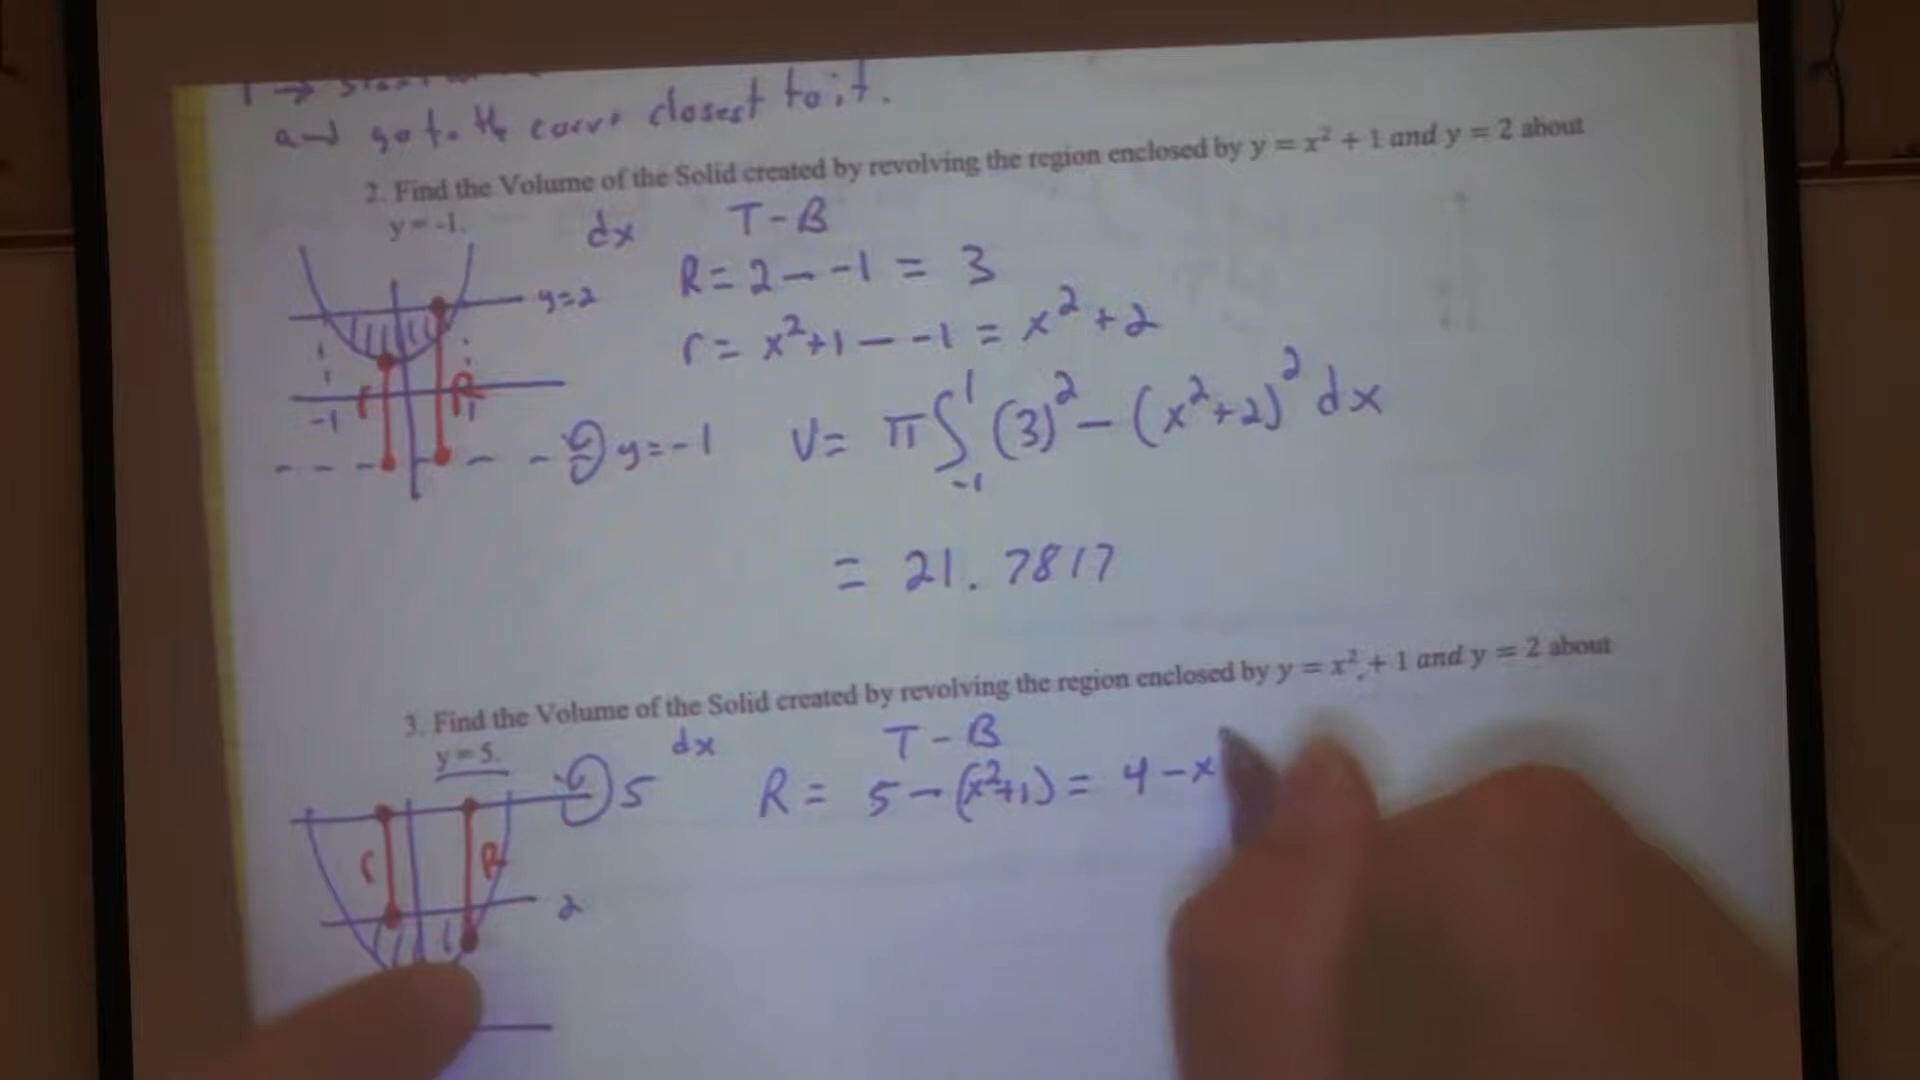 and go to the curve closest to it.
2. Find the Volume of the Solid created by revolving the region enclosed by y = x² + 1 and y = 2 about
y = -1.
dx T - B
R = 2 - -1 = 3
y=2
r = x²+1 - -1 = x² + 2
-1 r R 1
y=-1 V = π∫₋₁¹ (3)² - (x²+2)² dx
= 21.7817
3. Find the Volume of the Solid created by revolving the region enclosed by y = x² + 1 and y = 2 about
y = 5. dx T - B
5 R = 5 - (x²+1) = 4 - x
r R
2